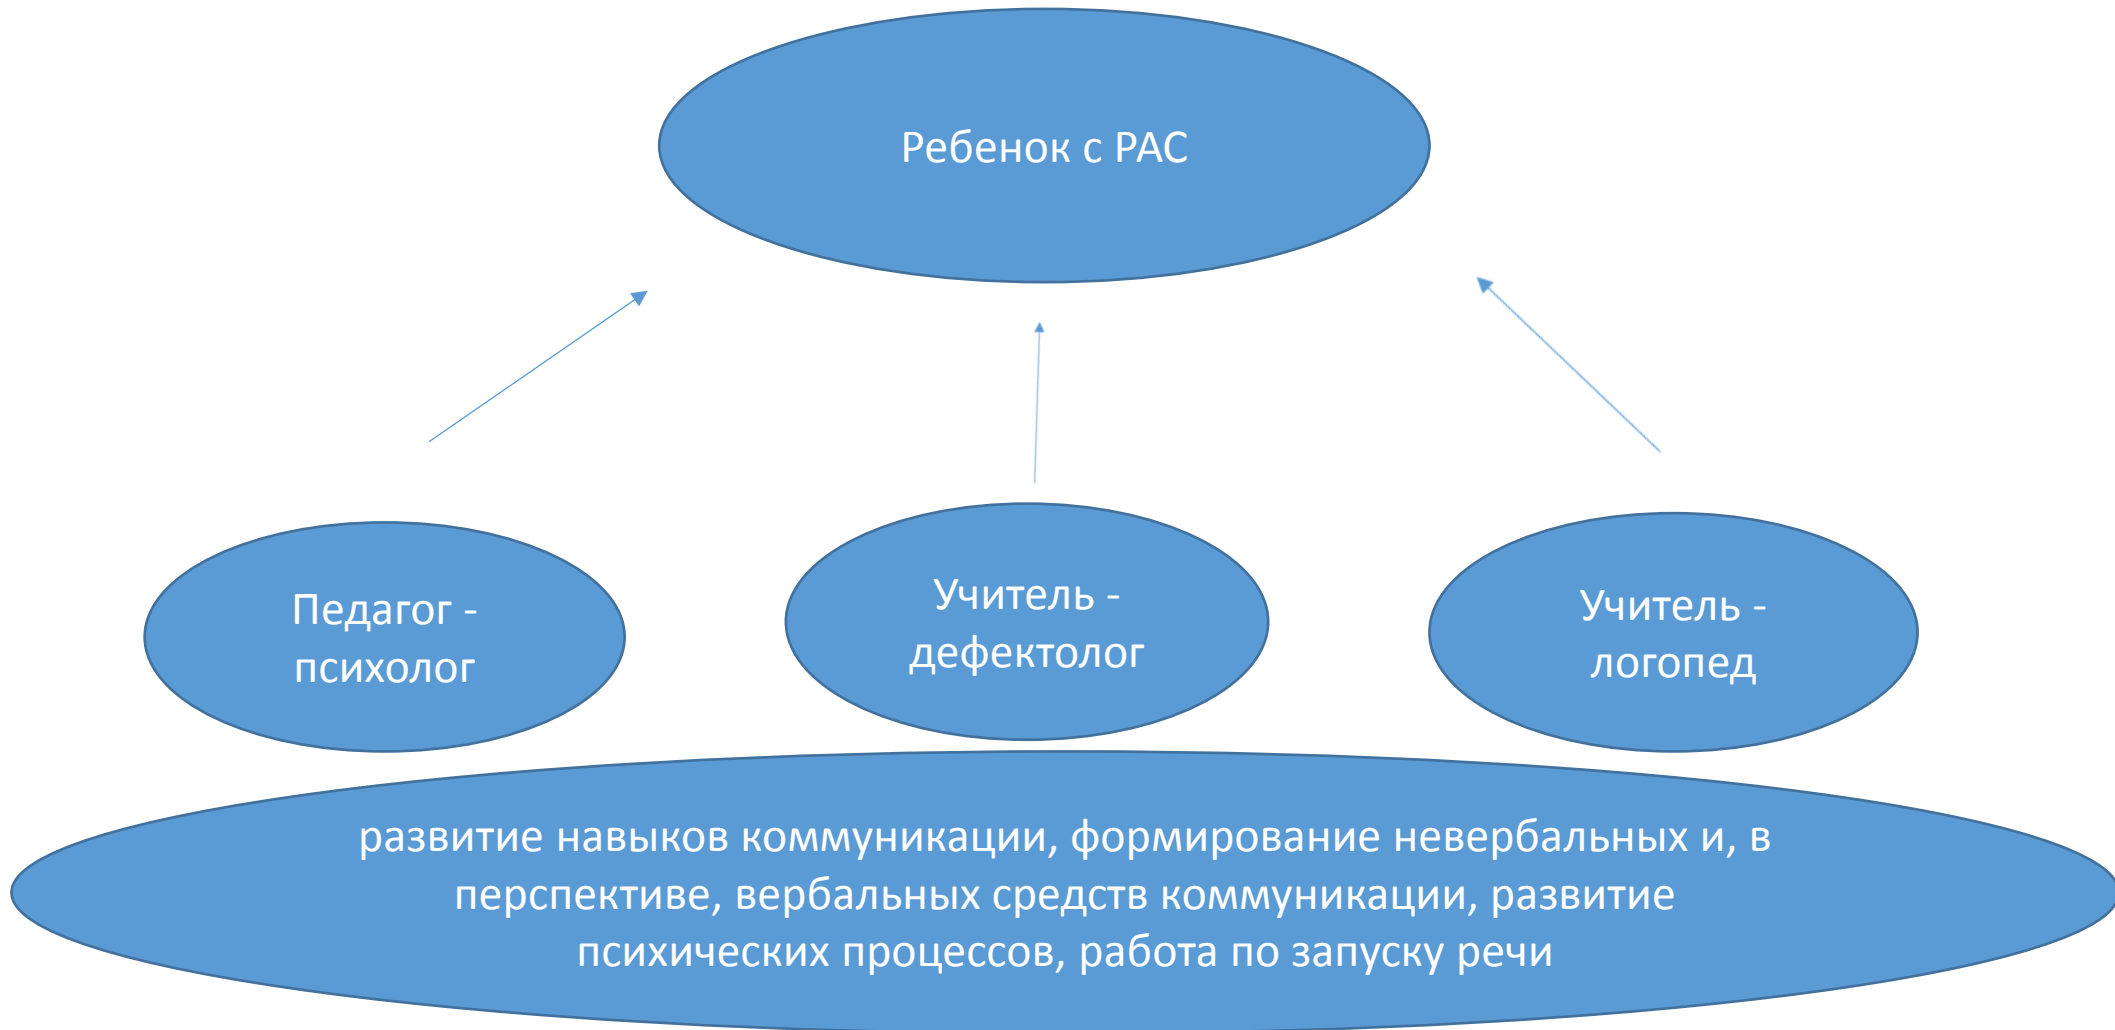 Ребенок с РАС
Педагог -
психолог
Учитель -
дефектолог
Учитель -
логопед
развитие навыков коммуникации, формирование невербальных и, в
перспективе, вербальных средств коммуникации, развитие
психических процессов, работа по запуску речи